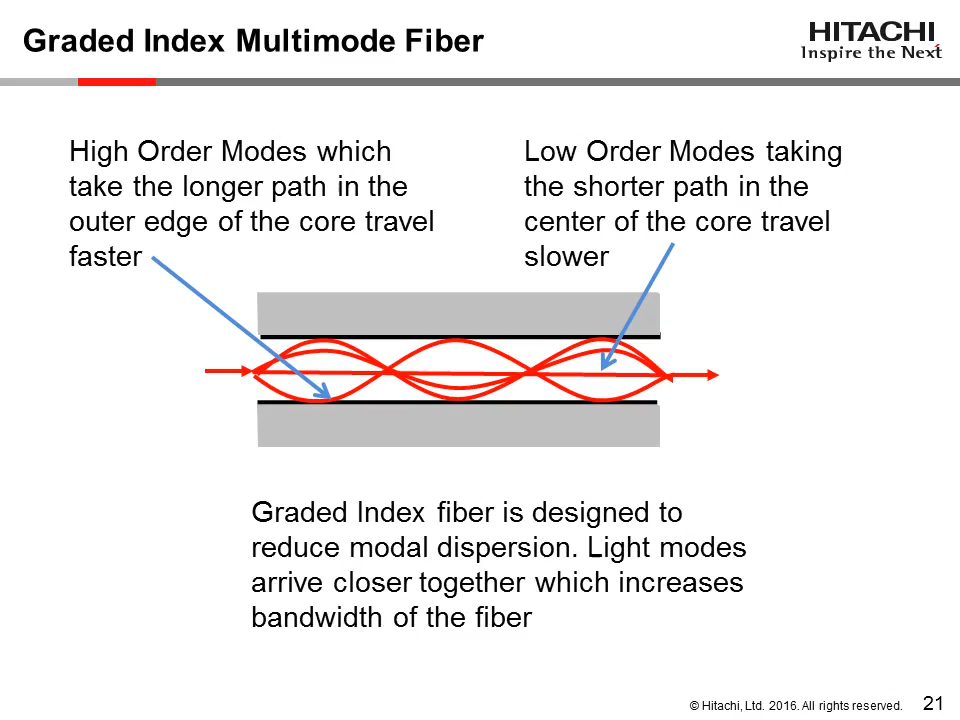 Graded Index Multimode Fiber
HITACHI
Inspire the Next
High Order Modes which
take the longer path in the
outer edge of the core travel
faster
Low Order Modes taking
the shorter path in the
center of the core travel
slower
Graded Index fiber is designed to
reduce modal dispersion. Light modes
arrive closer together which increases
bandwidth of the fiber
© Hitachi, Ltd. 2016. All rights reserved.
21